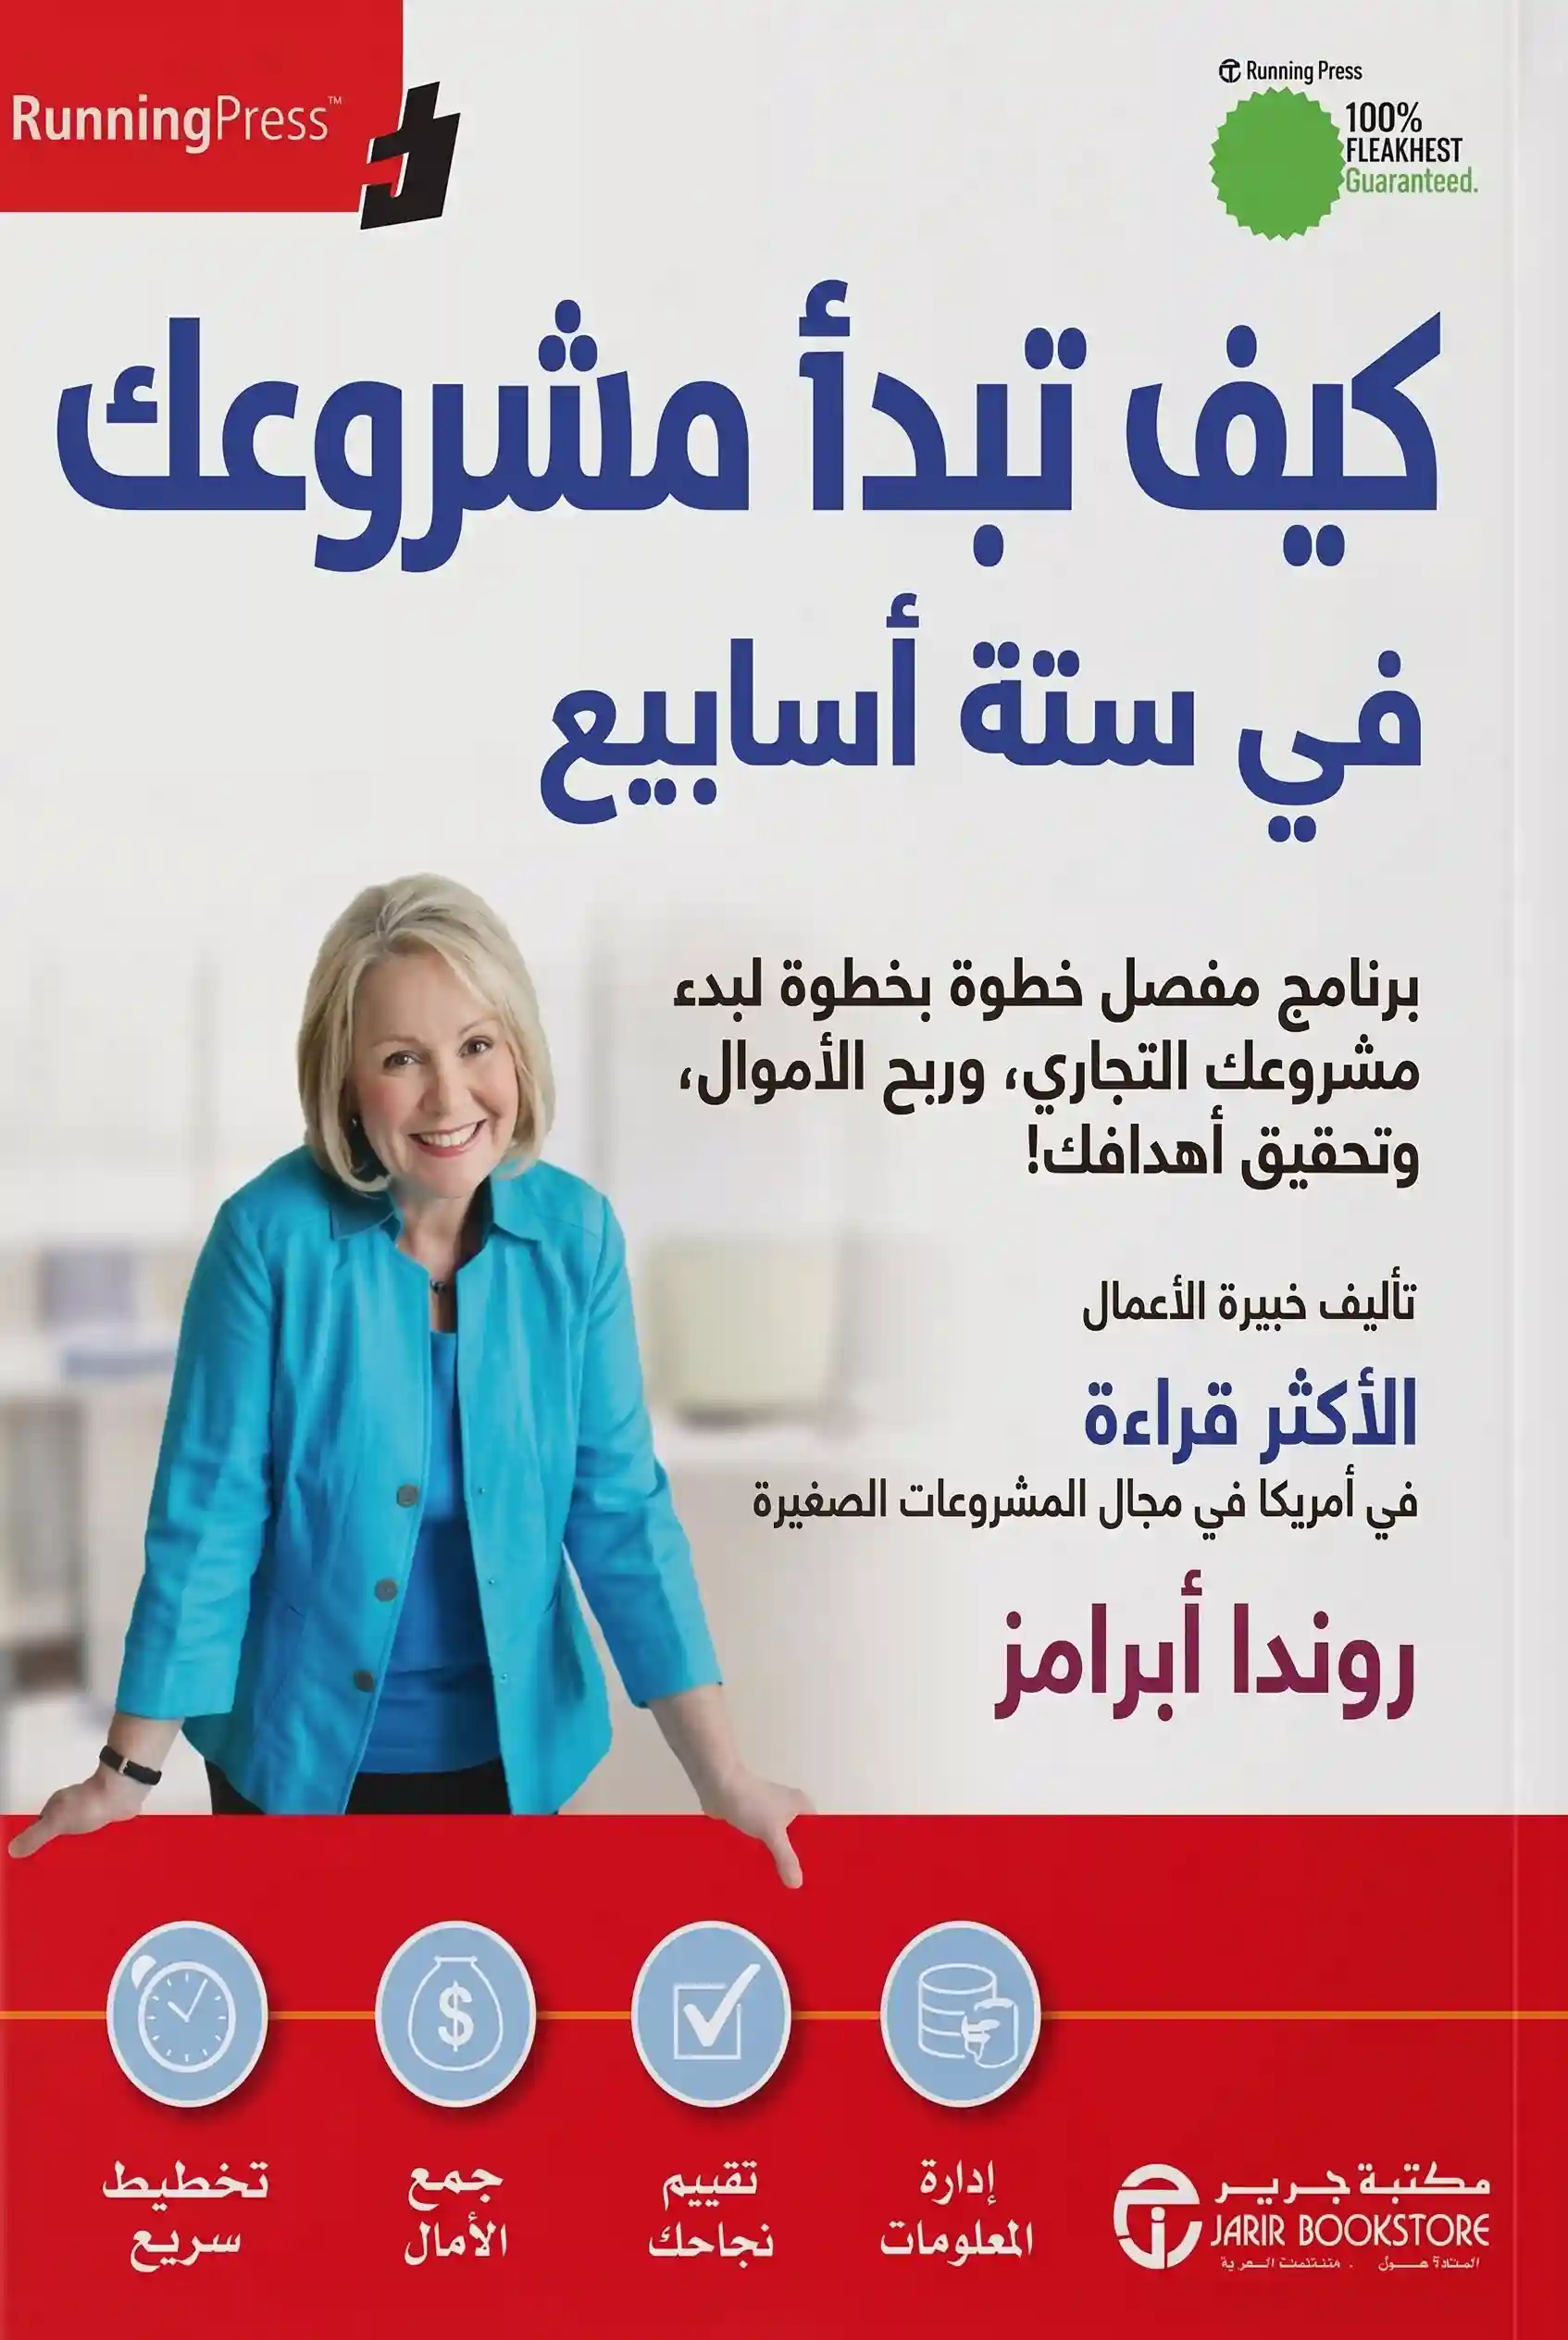 RunningPress™
Running Press
100%
FLEAKHEST
Guaranteed.
كيف تبدأ مشروعك
في ستة أسابيع
برنامج مفصل خطوة بخطوة لبدء
مشروعك التجاري، وربح الأموال،
وتحقيق أهدافك!
تأليف خبيرة الأعمال
الأكثر قراءة
في أمريكا في مجال المشروعات الصغيرة
روندا أبرامز
إدارة
المعلومات
تقييم
نجاحك
جمع
الأمال
تخطيط
سريع
مكتبة جرير
JARIR BOOKSTORE